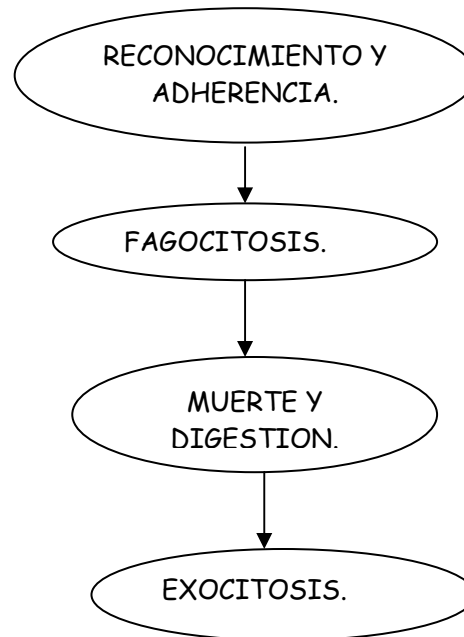 RECONOCIMIENTO Y
ADHERENCIA.
FAGOCITOSIS.
MUERTE Y
DIGESTION.
EXOCITOSIS.